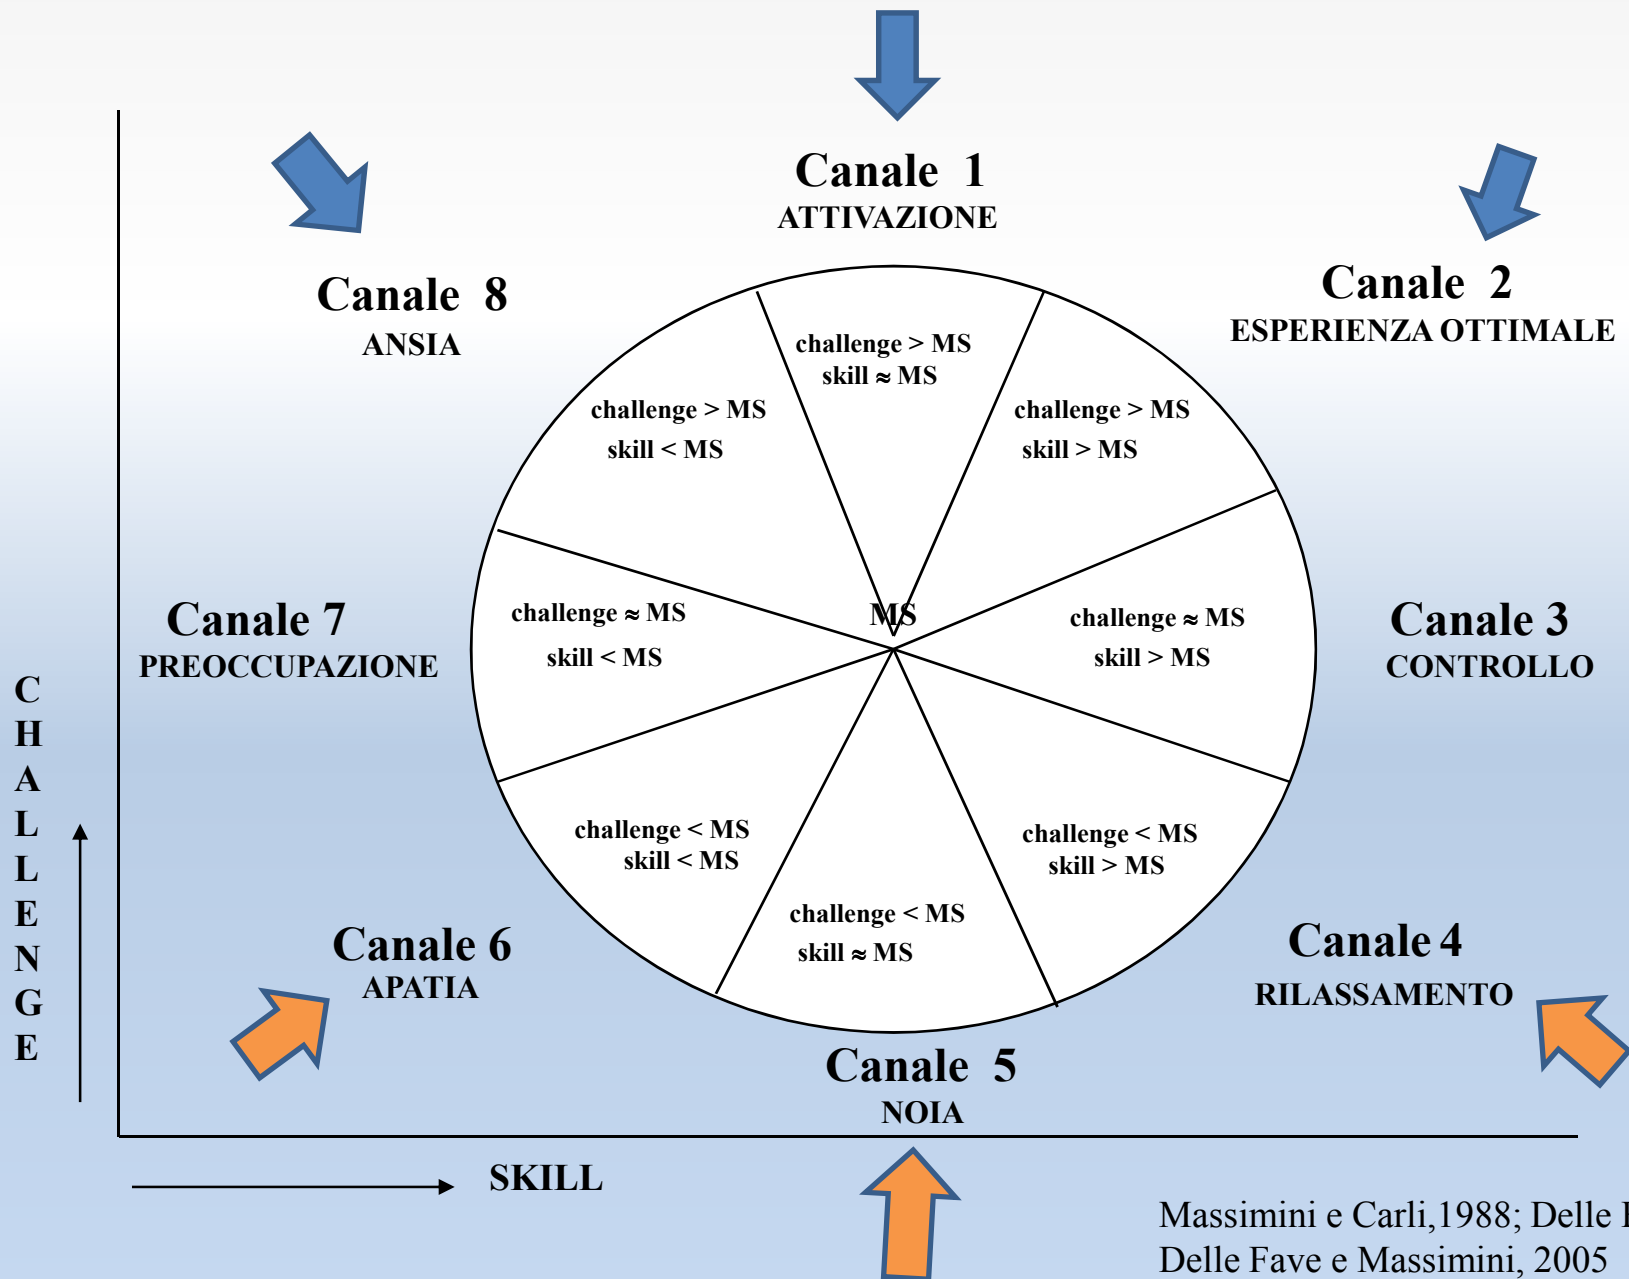 Canale 1
ATTIVAZIONE
Canale 8
ANSIA
Canale 2
ESPERIENZA OTTIMALE
challenge > MS
skill ≈ MS
challenge > MS
skill < MS
challenge > MS
skill > MS
Canale 7
PREOCCUPAZIONE
challenge ≈ MS
skill < MS
MS
challenge ≈ MS
skill > MS
Canale 3
CONTROLLO
CHALLENGE
challenge < MS
skill < MS
challenge < MS
skill > MS
challenge < MS
skill ≈ MS
Canale 6
APATIA
Canale 4
RILASSAMENTO
Canale 5
NOIA
SKILL
Massimini e Carli,1988; Delle
Delle Fave e Massimini, 2005